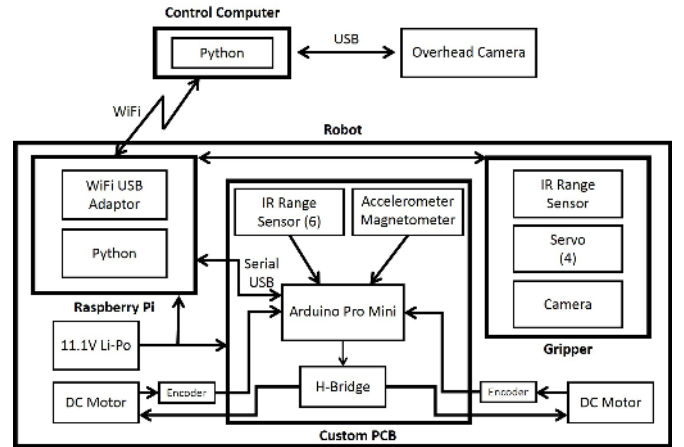 Control Computer
Python
USB
Overhead Camera
WiFi
Robot
WiFi USB
Adaptor
Python
Raspberry Pi
IR Range
Sensor (6)
Accelerometer
Magnetometer
Serial
USB
Arduino Pro Mini
H-Bridge
Custom PCB
IR Range
Sensor
Servo
(4)
Camera
Gripper
11.1V Li-Po
DC Motor
Encoder
Encoder
DC Motor